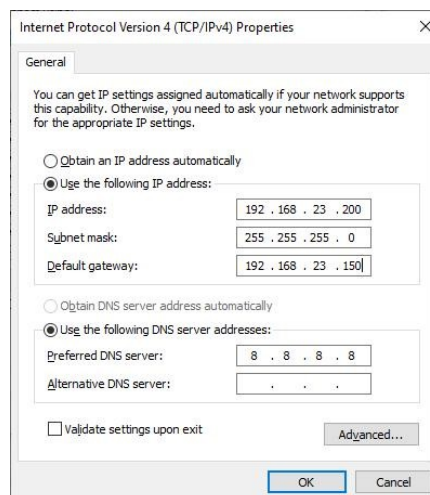 Internet Protocol Version 4 (TCP/IPv4) Properties
General
You can get IP settings assigned automatically if your network supports
this capability. Otherwise, you need to ask your network administrator
for the appropriate IP settings.
Obtain an IP address automatically
Use the following IP address:
IP address: 192 . 168 . 23 . 200
Subnet mask: 255 . 255 . 255 . 0
Default gateway: 192 . 168 . 23 . 150
Obtain DNS server address automatically
Use the following DNS server addresses:
Preferred DNS server: 8 . 8 . 8 . 8
Alternative DNS server: . . .
Validate settings upon exit
Advanced...
OK Cancel